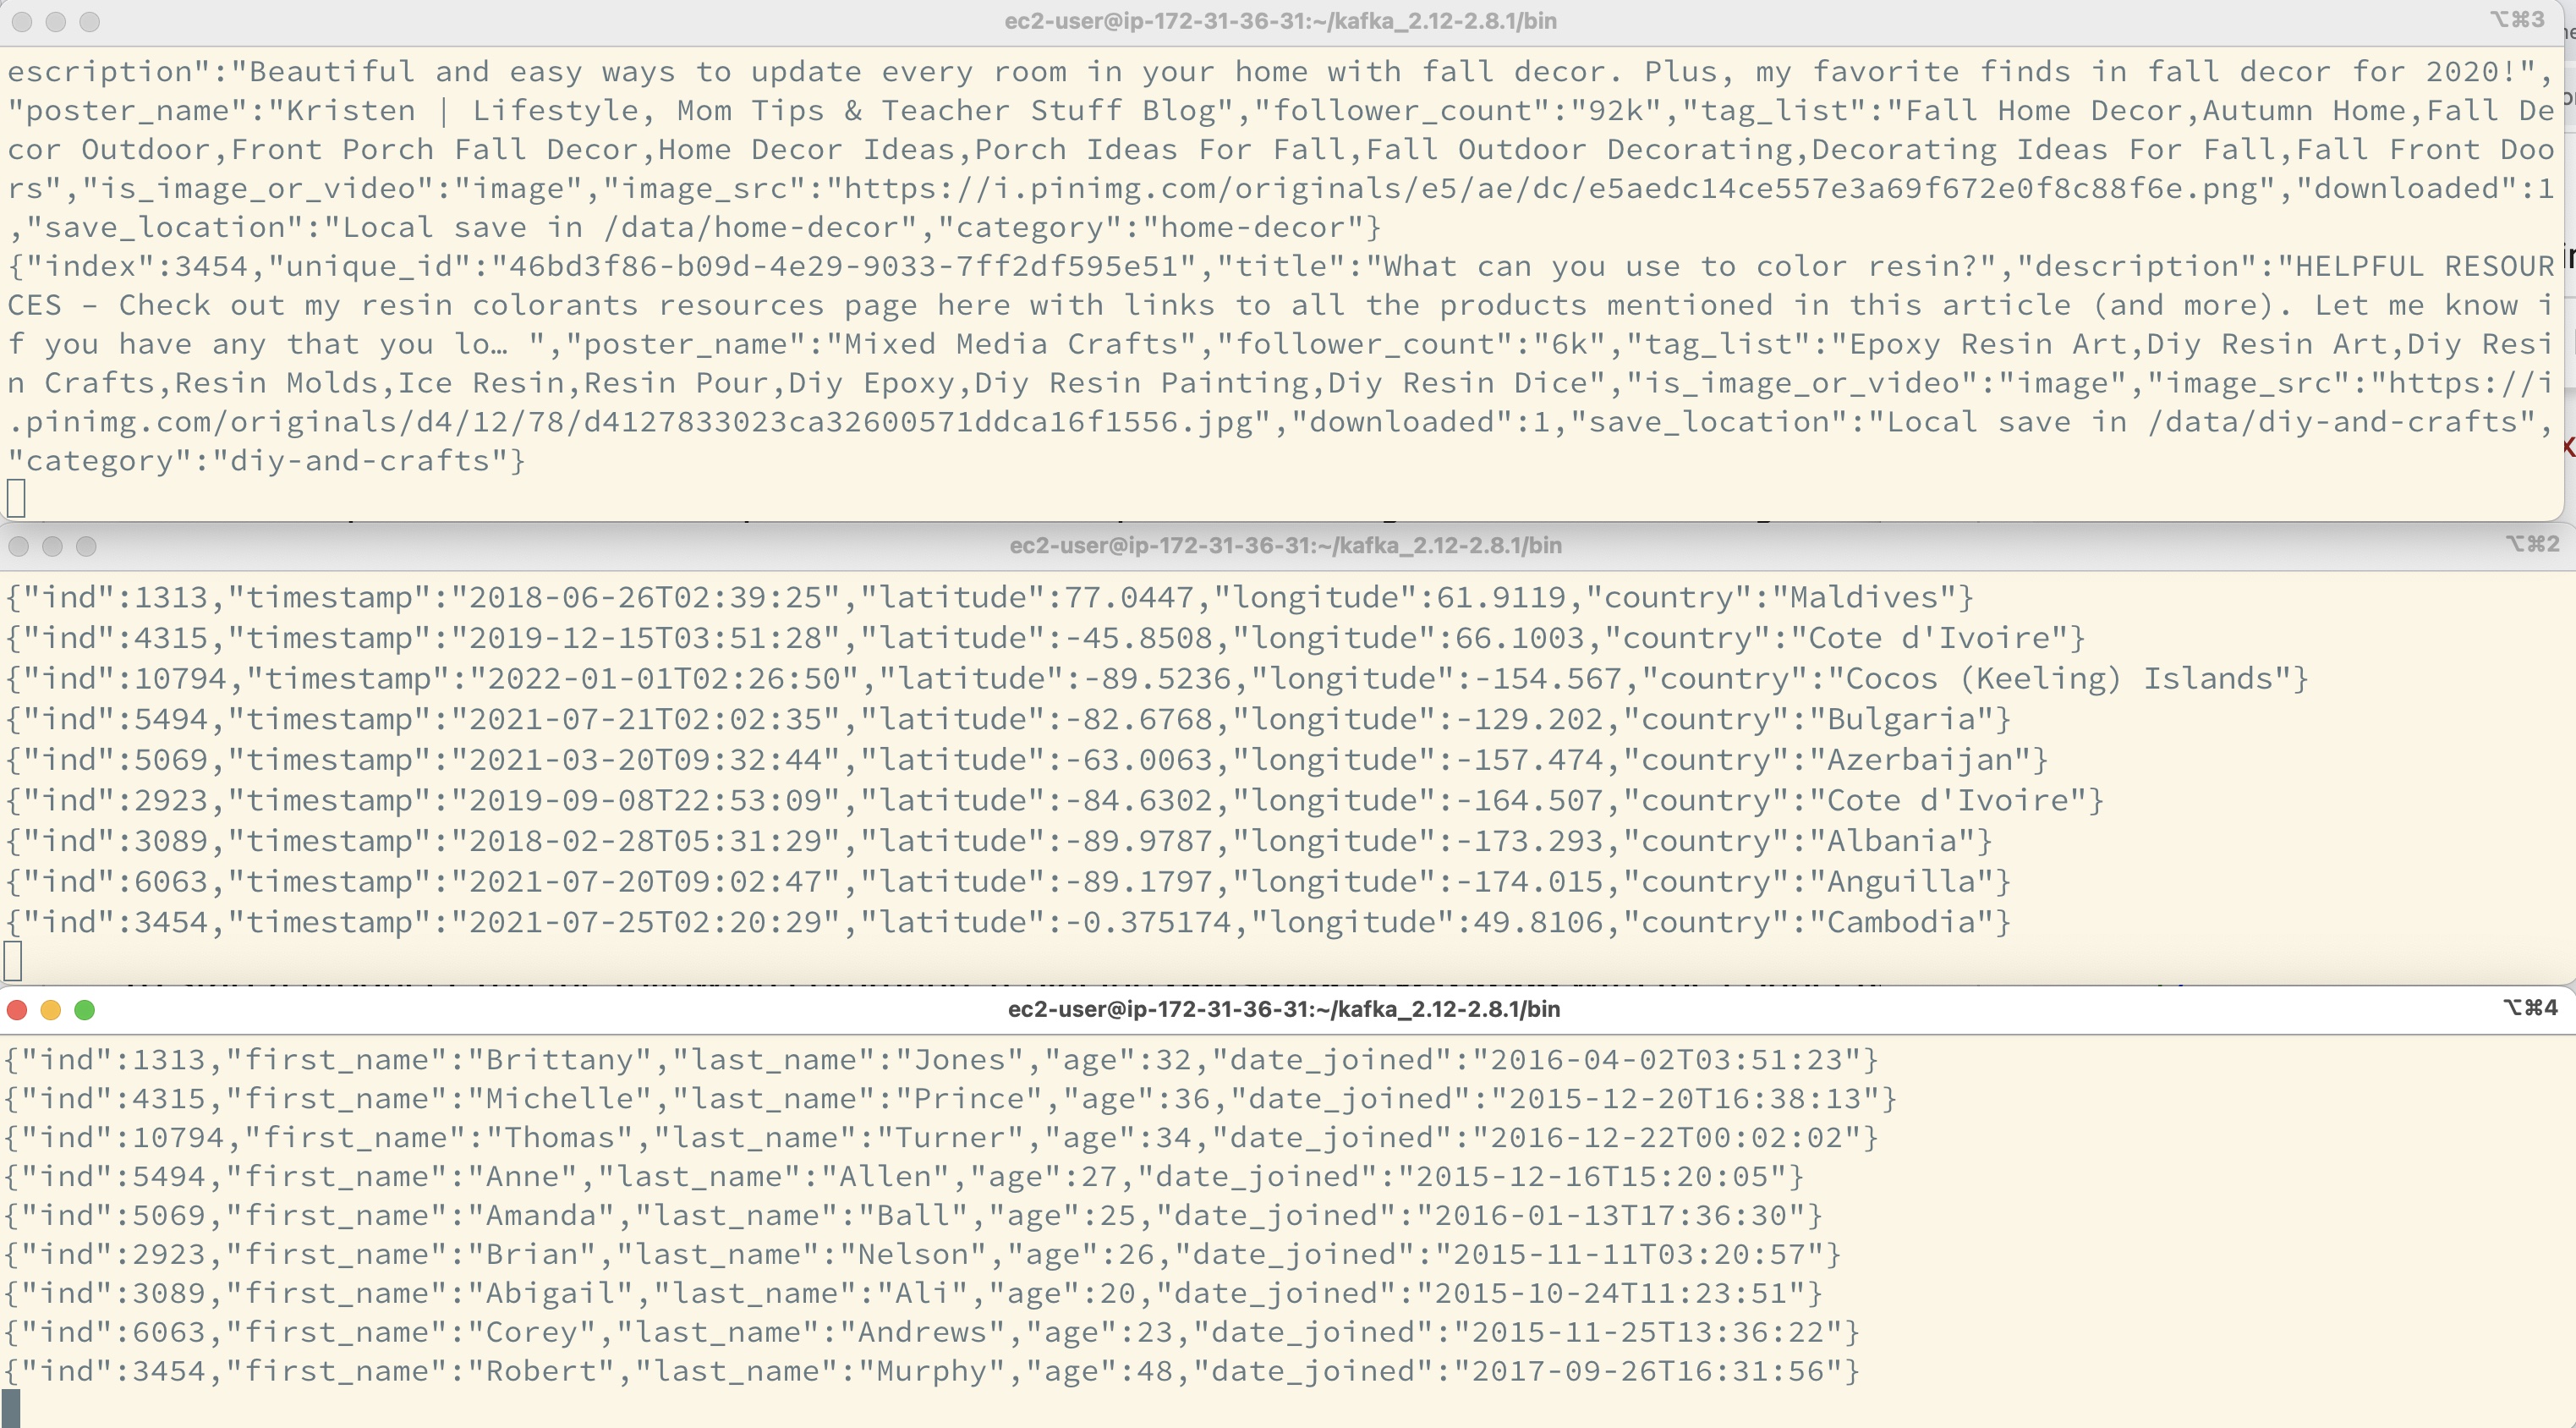 ec2-user@ip-172-31-36-31:~/kafka_2.12-2.8.1/bin ⌥⌘3
escription":"Beautiful and easy ways to update every room in your home with fall decor. Plus, my favorite finds in fall decor for 2020!",
"poster_name":"Kristen | Lifestyle, Mom Tips & Teacher Stuff Blog","follower_count":"92k","tag_list":"Fall Home Decor,Autumn Home,Fall De
cor Outdoor,Front Porch Fall Decor,Home Decor Ideas,Porch Ideas For Fall,Fall Outdoor Decorating,Decorating Ideas For Fall,Fall Front Doo
rs","is_image_or_video":"image","image_src":"https://i.pinimg.com/originals/e5/ae/dc/e5aedc14ce557e3a69f672e0f8c88f6e.png","downloaded":1
,"save_location":"Local save in /data/home-decor","category":"home-decor"}
{"index":3454,"unique_id":"46bd3f86-b09d-4e29-9033-7ff2df595e51","title":"What can you use to color resin?","description":"HELPFUL RESOUR
CES – Check out my resin colorants resources page here with links to all the products mentioned in this article (and more). Let me know i
f you have any that you lo… ","poster_name":"Mixed Media Crafts","follower_count":"6k","tag_list":"Epoxy Resin Art,Diy Resin Art,Diy Resi
n Crafts,Resin Molds,Ice Resin,Resin Pour,Diy Epoxy,Diy Resin Painting,Diy Resin Dice","is_image_or_video":"image","image_src":"https://i
.pinimg.com/originals/d4/12/78/d4127833023ca32600571ddca16f1556.jpg","downloaded":1,"save_location":"Local save in /data/diy-and-crafts",
"category":"diy-and-crafts"}
ec2-user@ip-172-31-36-31:~/kafka_2.12-2.8.1/bin ⌥⌘2
{"ind":1313,"timestamp":"2018-06-26T02:39:25","latitude":77.0447,"longitude":61.9119,"country":"Maldives"}
{"ind":4315,"timestamp":"2019-12-15T03:51:28","latitude":-45.8508,"longitude":66.1003,"country":"Cote d'Ivoire"}
{"ind":10794,"timestamp":"2022-01-01T02:26:50","latitude":-89.5236,"longitude":-154.567,"country":"Cocos (Keeling) Islands"}
{"ind":5494,"timestamp":"2021-07-21T02:02:35","latitude":-82.6768,"longitude":-129.202,"country":"Bulgaria"}
{"ind":5069,"timestamp":"2021-03-20T09:32:44","latitude":-63.0063,"longitude":-157.474,"country":"Azerbaijan"}
{"ind":2923,"timestamp":"2019-09-08T22:53:09","latitude":-84.6302,"longitude":-164.507,"country":"Cote d'Ivoire"}
{"ind":3089,"timestamp":"2018-02-28T05:31:29","latitude":-89.9787,"longitude":-173.293,"country":"Albania"}
{"ind":6063,"timestamp":"2021-07-20T09:02:47","latitude":-89.1797,"longitude":-174.015,"country":"Anguilla"}
{"ind":3454,"timestamp":"2021-07-25T02:20:29","latitude":-0.375174,"longitude":49.8106,"country":"Cambodia"}
ec2-user@ip-172-31-36-31:~/kafka_2.12-2.8.1/bin ⌥⌘4
{"ind":1313,"first_name":"Brittany","last_name":"Jones","age":32,"date_joined":"2016-04-02T03:51:23"}
{"ind":4315,"first_name":"Michelle","last_name":"Prince","age":36,"date_joined":"2015-12-20T16:38:13"}
{"ind":10794,"first_name":"Thomas","last_name":"Turner","age":34,"date_joined":"2016-12-22T00:02:02"}
{"ind":5494,"first_name":"Anne","last_name":"Allen","age":27,"date_joined":"2015-12-16T15:20:05"}
{"ind":5069,"first_name":"Amanda","last_name":"Ball","age":25,"date_joined":"2016-01-13T17:36:30"}
{"ind":2923,"first_name":"Brian","last_name":"Nelson","age":26,"date_joined":"2015-11-11T03:20:57"}
{"ind":3089,"first_name":"Abigail","last_name":"Ali","age":20,"date_joined":"2015-10-24T11:23:51"}
{"ind":6063,"first_name":"Corey","last_name":"Andrews","age":23,"date_joined":"2015-11-25T13:36:22"}
{"ind":3454,"first_name":"Robert","last_name":"Murphy","age":48,"date_joined":"2017-09-26T16:31:56"}